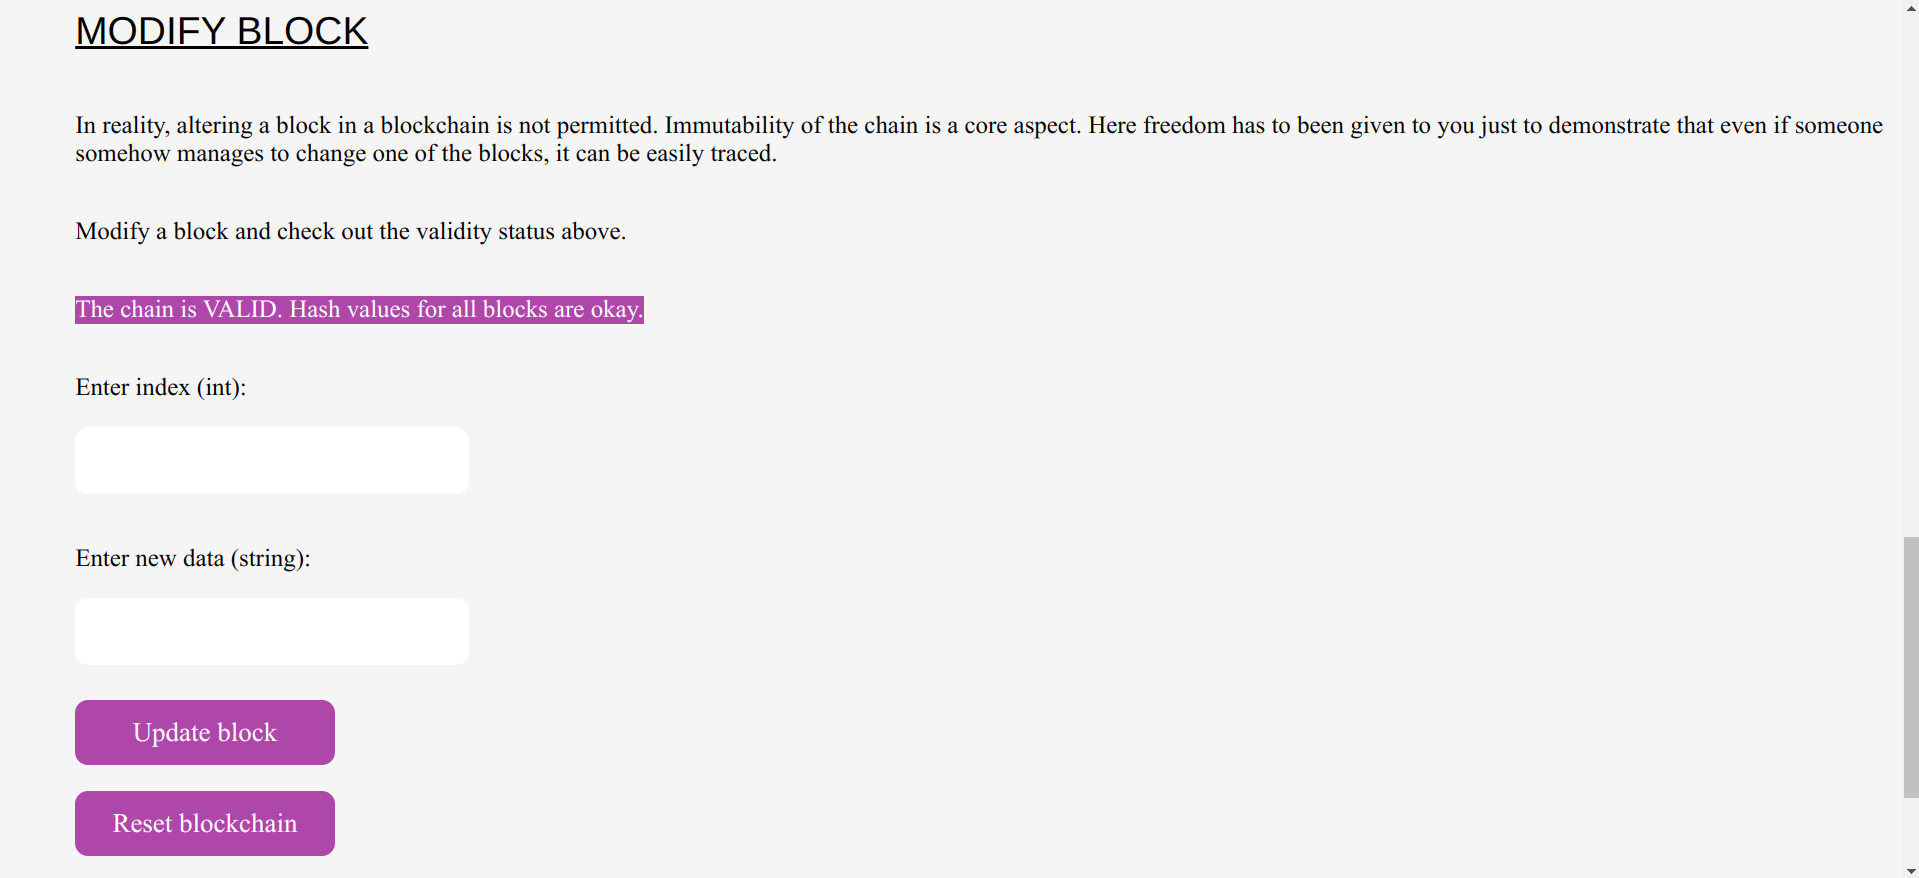 MODIFY BLOCK
In reality, altering a block in a blockchain is not permitted. Immutability of the chain is a core aspect. Here freedom has to been given to you just to demonstrate that even if someone
somehow manages to change one of the blocks, it can be easily traced.
Modify a block and check out the validity status above.
The chain is VALID. Hash values for all blocks are okay.
Enter index (int):
Enter new data (string):
Update block
Reset blockchain